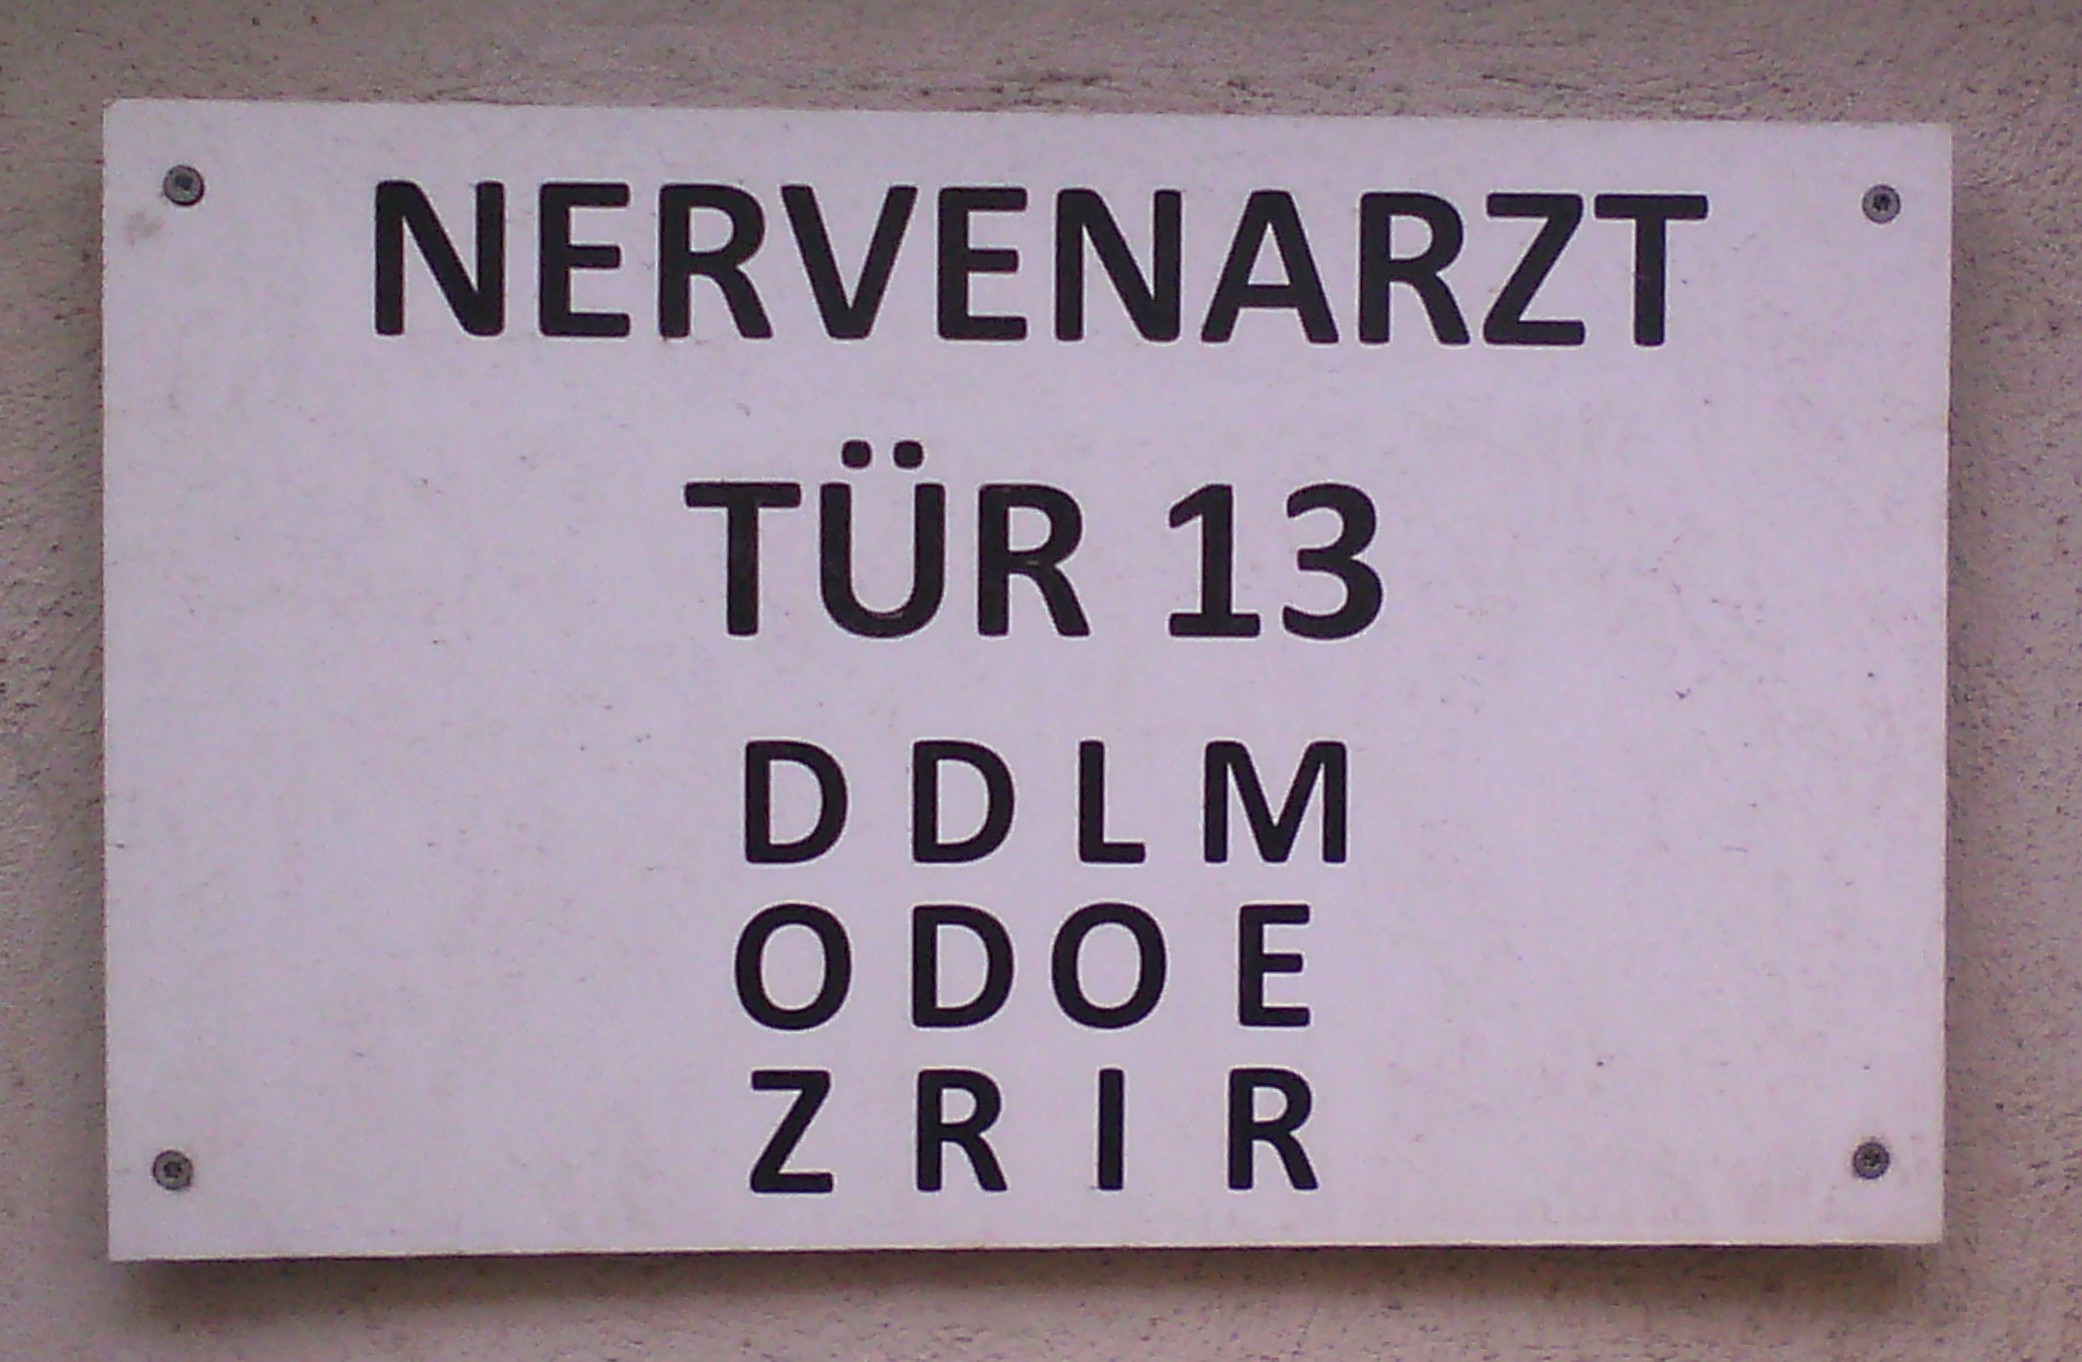 NERVENARZT
TÜR 13
D D L M
O D O E
Z R I R